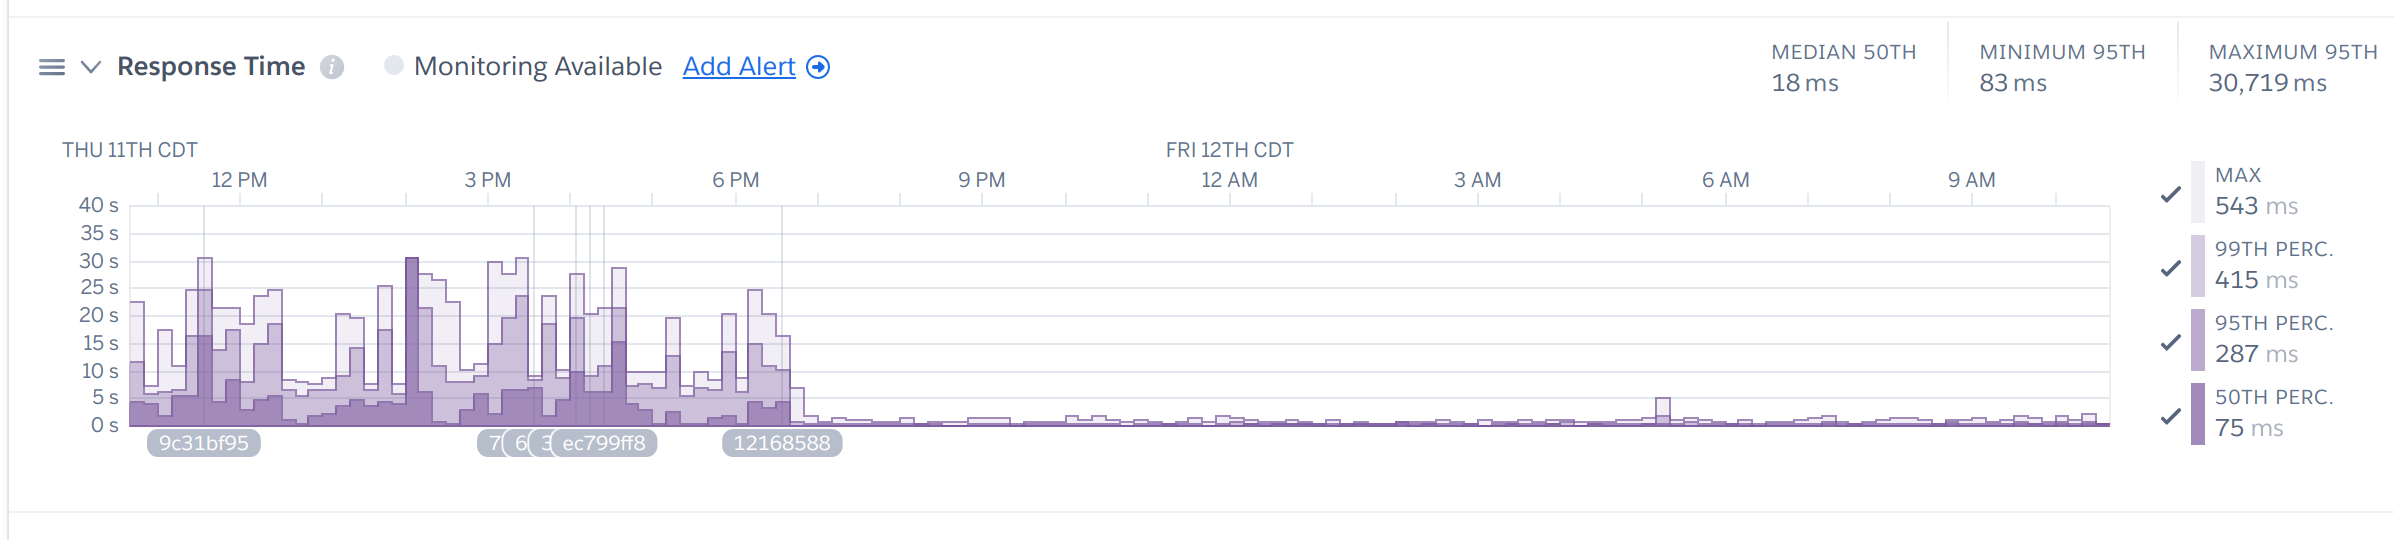 Response Time i Monitoring Available Add Alert
MEDIAN 50TH MINIMUM 95TH MAXIMUM 95TH
18 ms 83 ms 30,719 ms
THU 11TH CDT FRI 12TH CDT
12 PM 3 PM 6 PM 9 PM 12 AM 3 AM 6 AM 9 AM
40 s
35 s
30 s
25 s
20 s
15 s
10 s
5 s
0 s
9c31bf95 7 6 3 ec799ff8 12168588
MAX
543 ms
99TH PERC.
415 ms
95TH PERC.
287 ms
50TH PERC.
75 ms